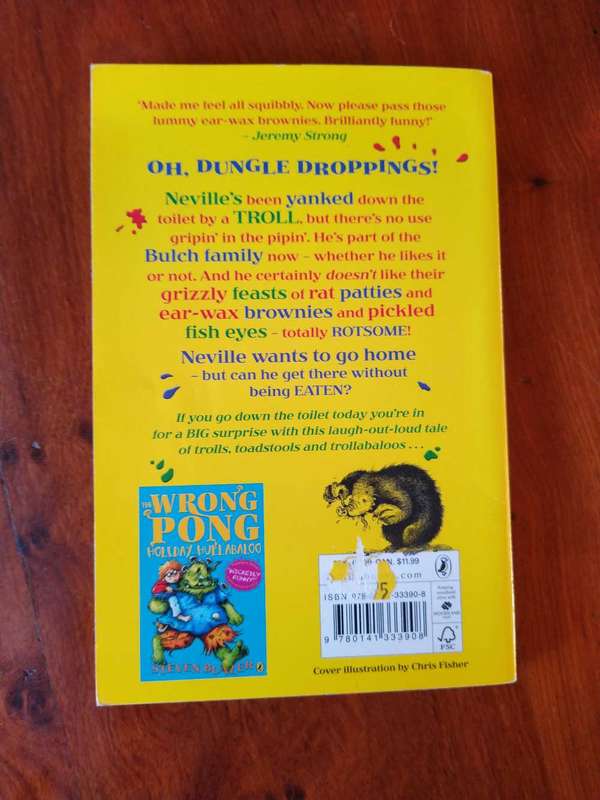 'Made me feel all squibbly. Now please pass those
lummy ear-wax brownies. Brilliantly funny!'
– Jeremy Strong
OH, DUNGLE DROPPINGS!
Neville's been yanked down the
toilet by a TROLL, but there's no use
gripin' in the pipin'. He's part of the
Bulch family now – whether he likes it
or not. And he certainly doesn't like their
grizzly feasts of rat patties and
ear-wax brownies and pickled
fish eyes – totally ROTSOME!
Neville wants to go home
– but can he get there without
being EATEN?
If you go down the toilet today you're in
for a BIG surprise with this laugh-out-loud tale
of trolls, toadstools and trollabaloos . . .
THE WRONG
PONG
HOLIDAY HULLABALOO
'WICKEDLY
FUNNY'
STEVEN BUTLER
CAN. $11.99
.com
75
ISBN 978- -33390-8
9 780141 333908
FSC
Cover illustration by Chris Fisher